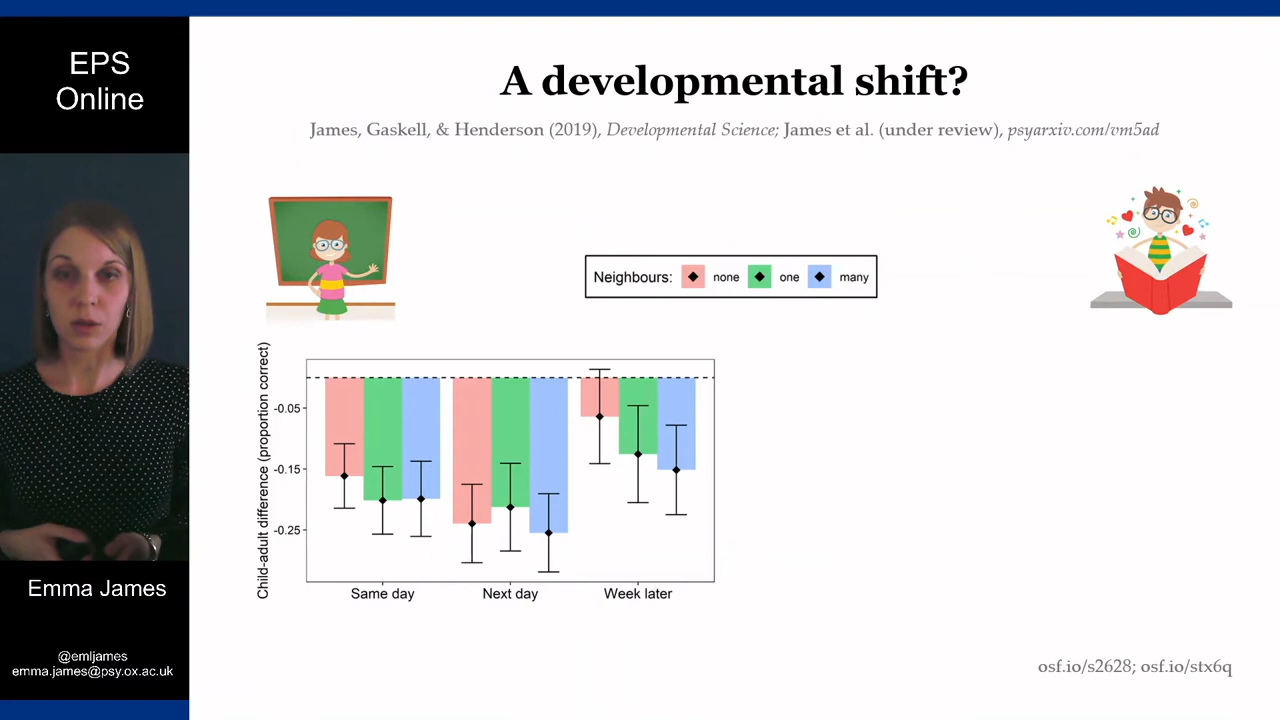 EPS
Online
A developmental shift?
James, Gaskell, & Henderson (2019), Developmental Science; James et al. (under review), psyarxiv.com/vm5ad
Neighbours: none one many
Child-adult difference (proportion correct)
-0.05
-0.15
-0.25
Same day Next day Week later
Emma James
@emljames
emma.james@psy.ox.ac.uk
osf.io/s2628; osf.io/stx6q